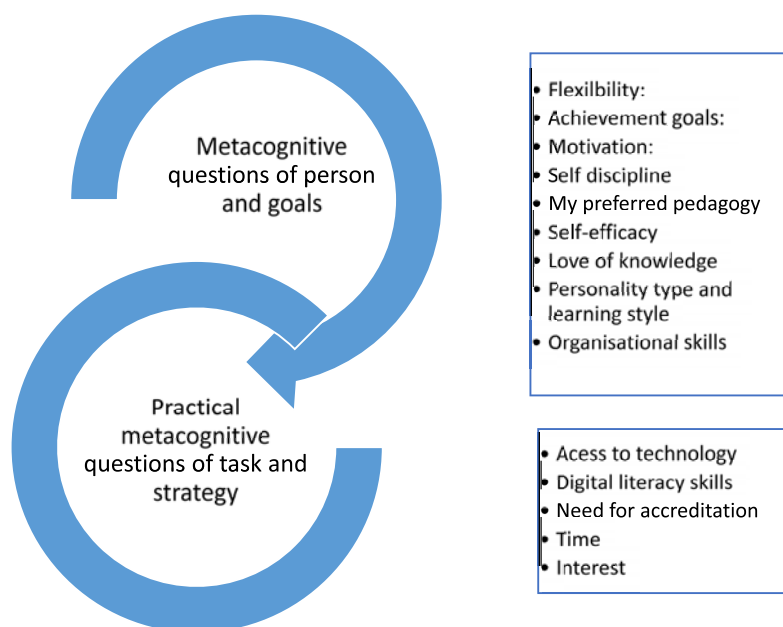 Metacognitive
questions of person
and goals
Practical
metacognitive
questions of task and
strategy
• Flexilbility:
• Achievement goals:
• Motivation:
• Self discipline
• My preferred pedagogy
• Self-efficacy
• Love of knowledge
• Personality type and
learning style
• Organisational skills
• Acess to technology
• Digital literacy skills
• Need for accreditation
• Time
• Interest